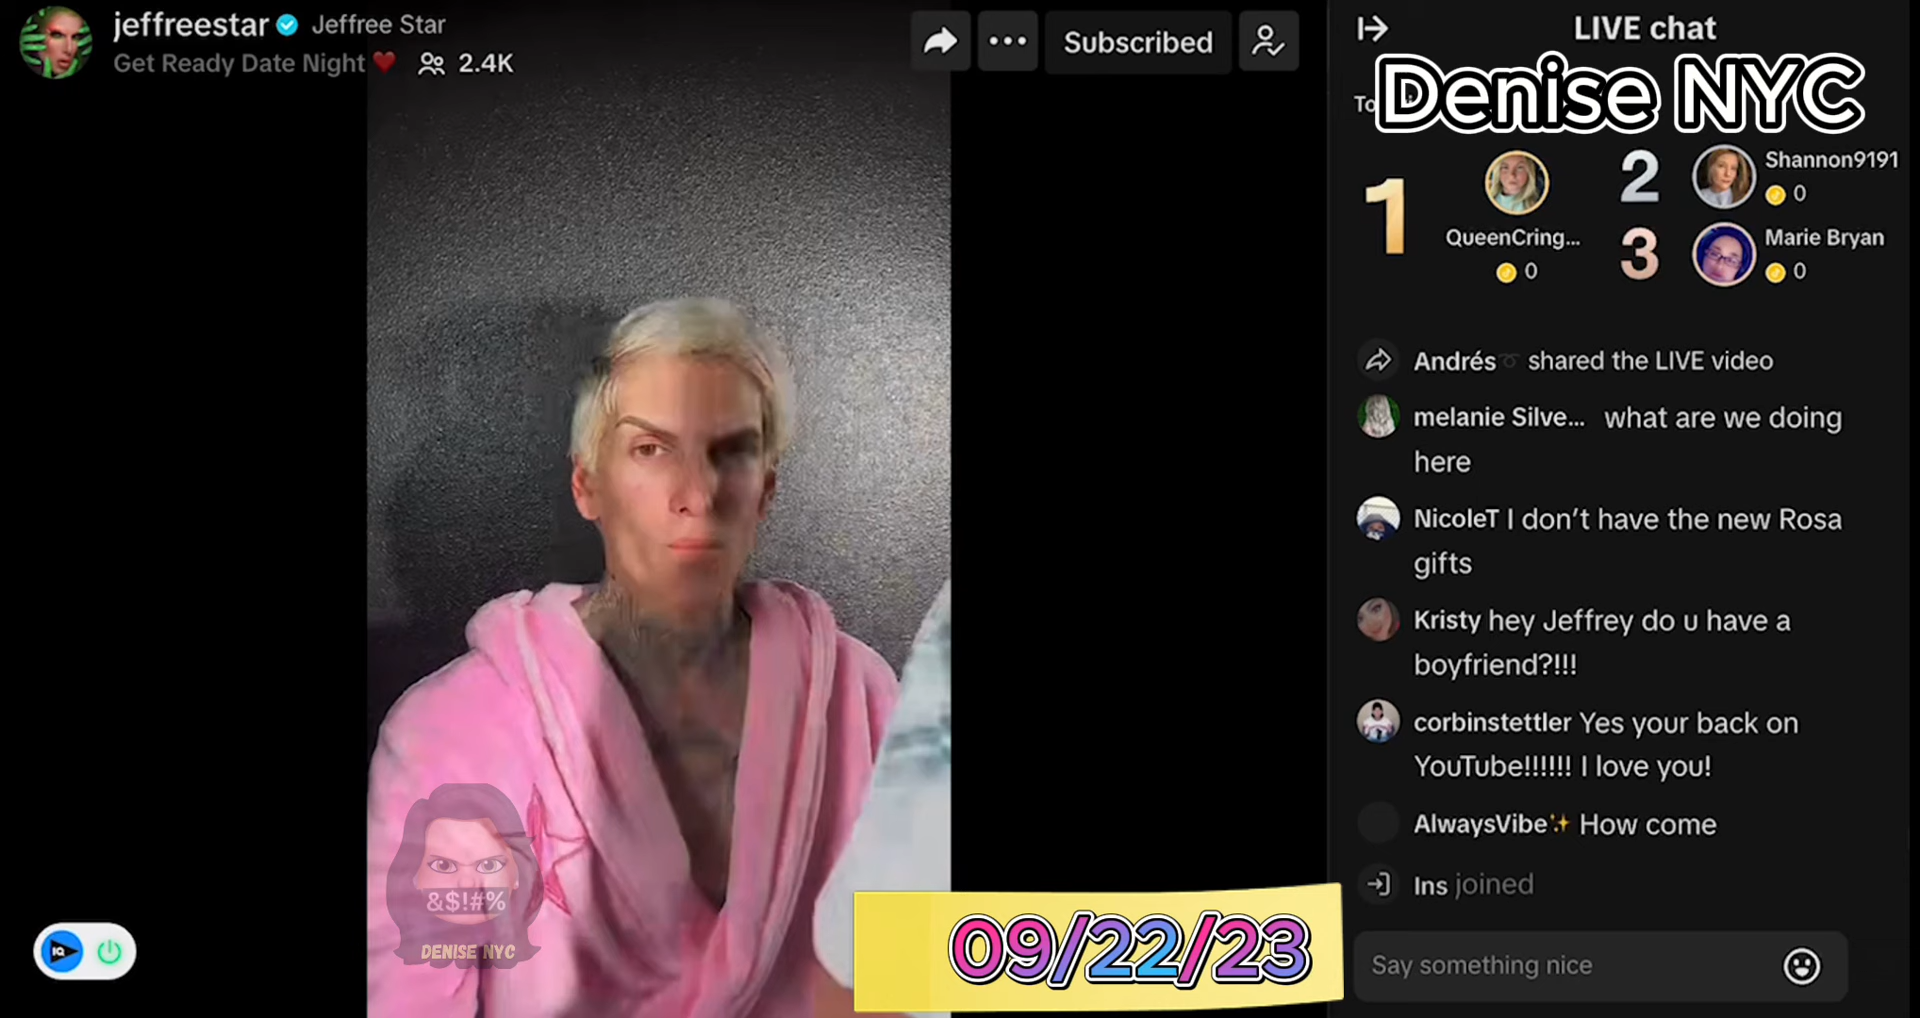 jeffreestar Jeffree Star
Get Ready Date Night ❤️ 2.4K
Subscribed
LIVE chat
Denise NYC
1
QueenCring...
0
2
Shannon9191
0
3
Marie Bryan
0
Andrés shared the LIVE video
melanie Silve... what are we doing
here
NicoleT I don't have the new Rosa
gifts
Kristy hey Jeffrey do u have a
boyfriend?!!!
corbinstettler Yes your back on
YouTube!!!!!! I love you!
AlwaysVibe✨ How come
Ins joined
Say something nice
&$!#%
DENISE NYC
09/22/23
IQ